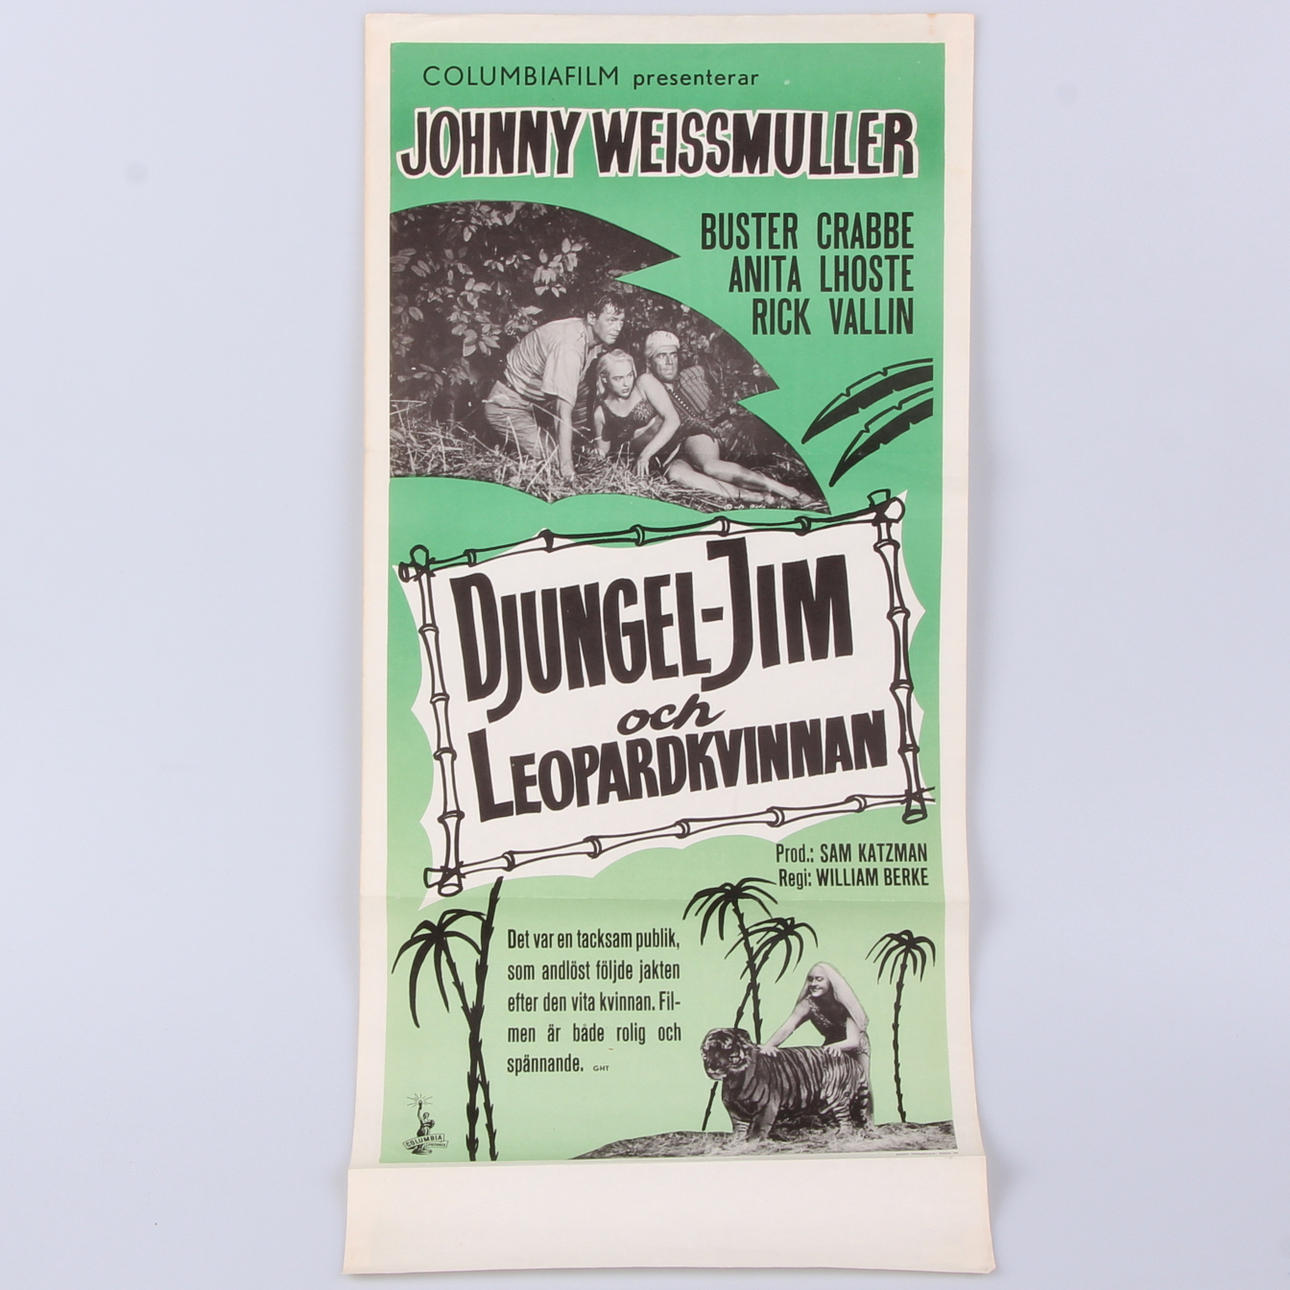 COLUMBIAFILM presenterar
JOHNNY WEISSMULLER
BUSTER CRABBE
ANITA LHOSTE
RICK VALLIN
DJUNGEL-JIM
och
LEOPARDKVINNAN
Prod.: SAM KATZMAN
Regi: WILLIAM BERKE
Det var en tacksam publik,
som andlöst följde jakten
efter den vita kvinnan. Fil-
men är både rolig och
spännande. GHT
COLUMBIA